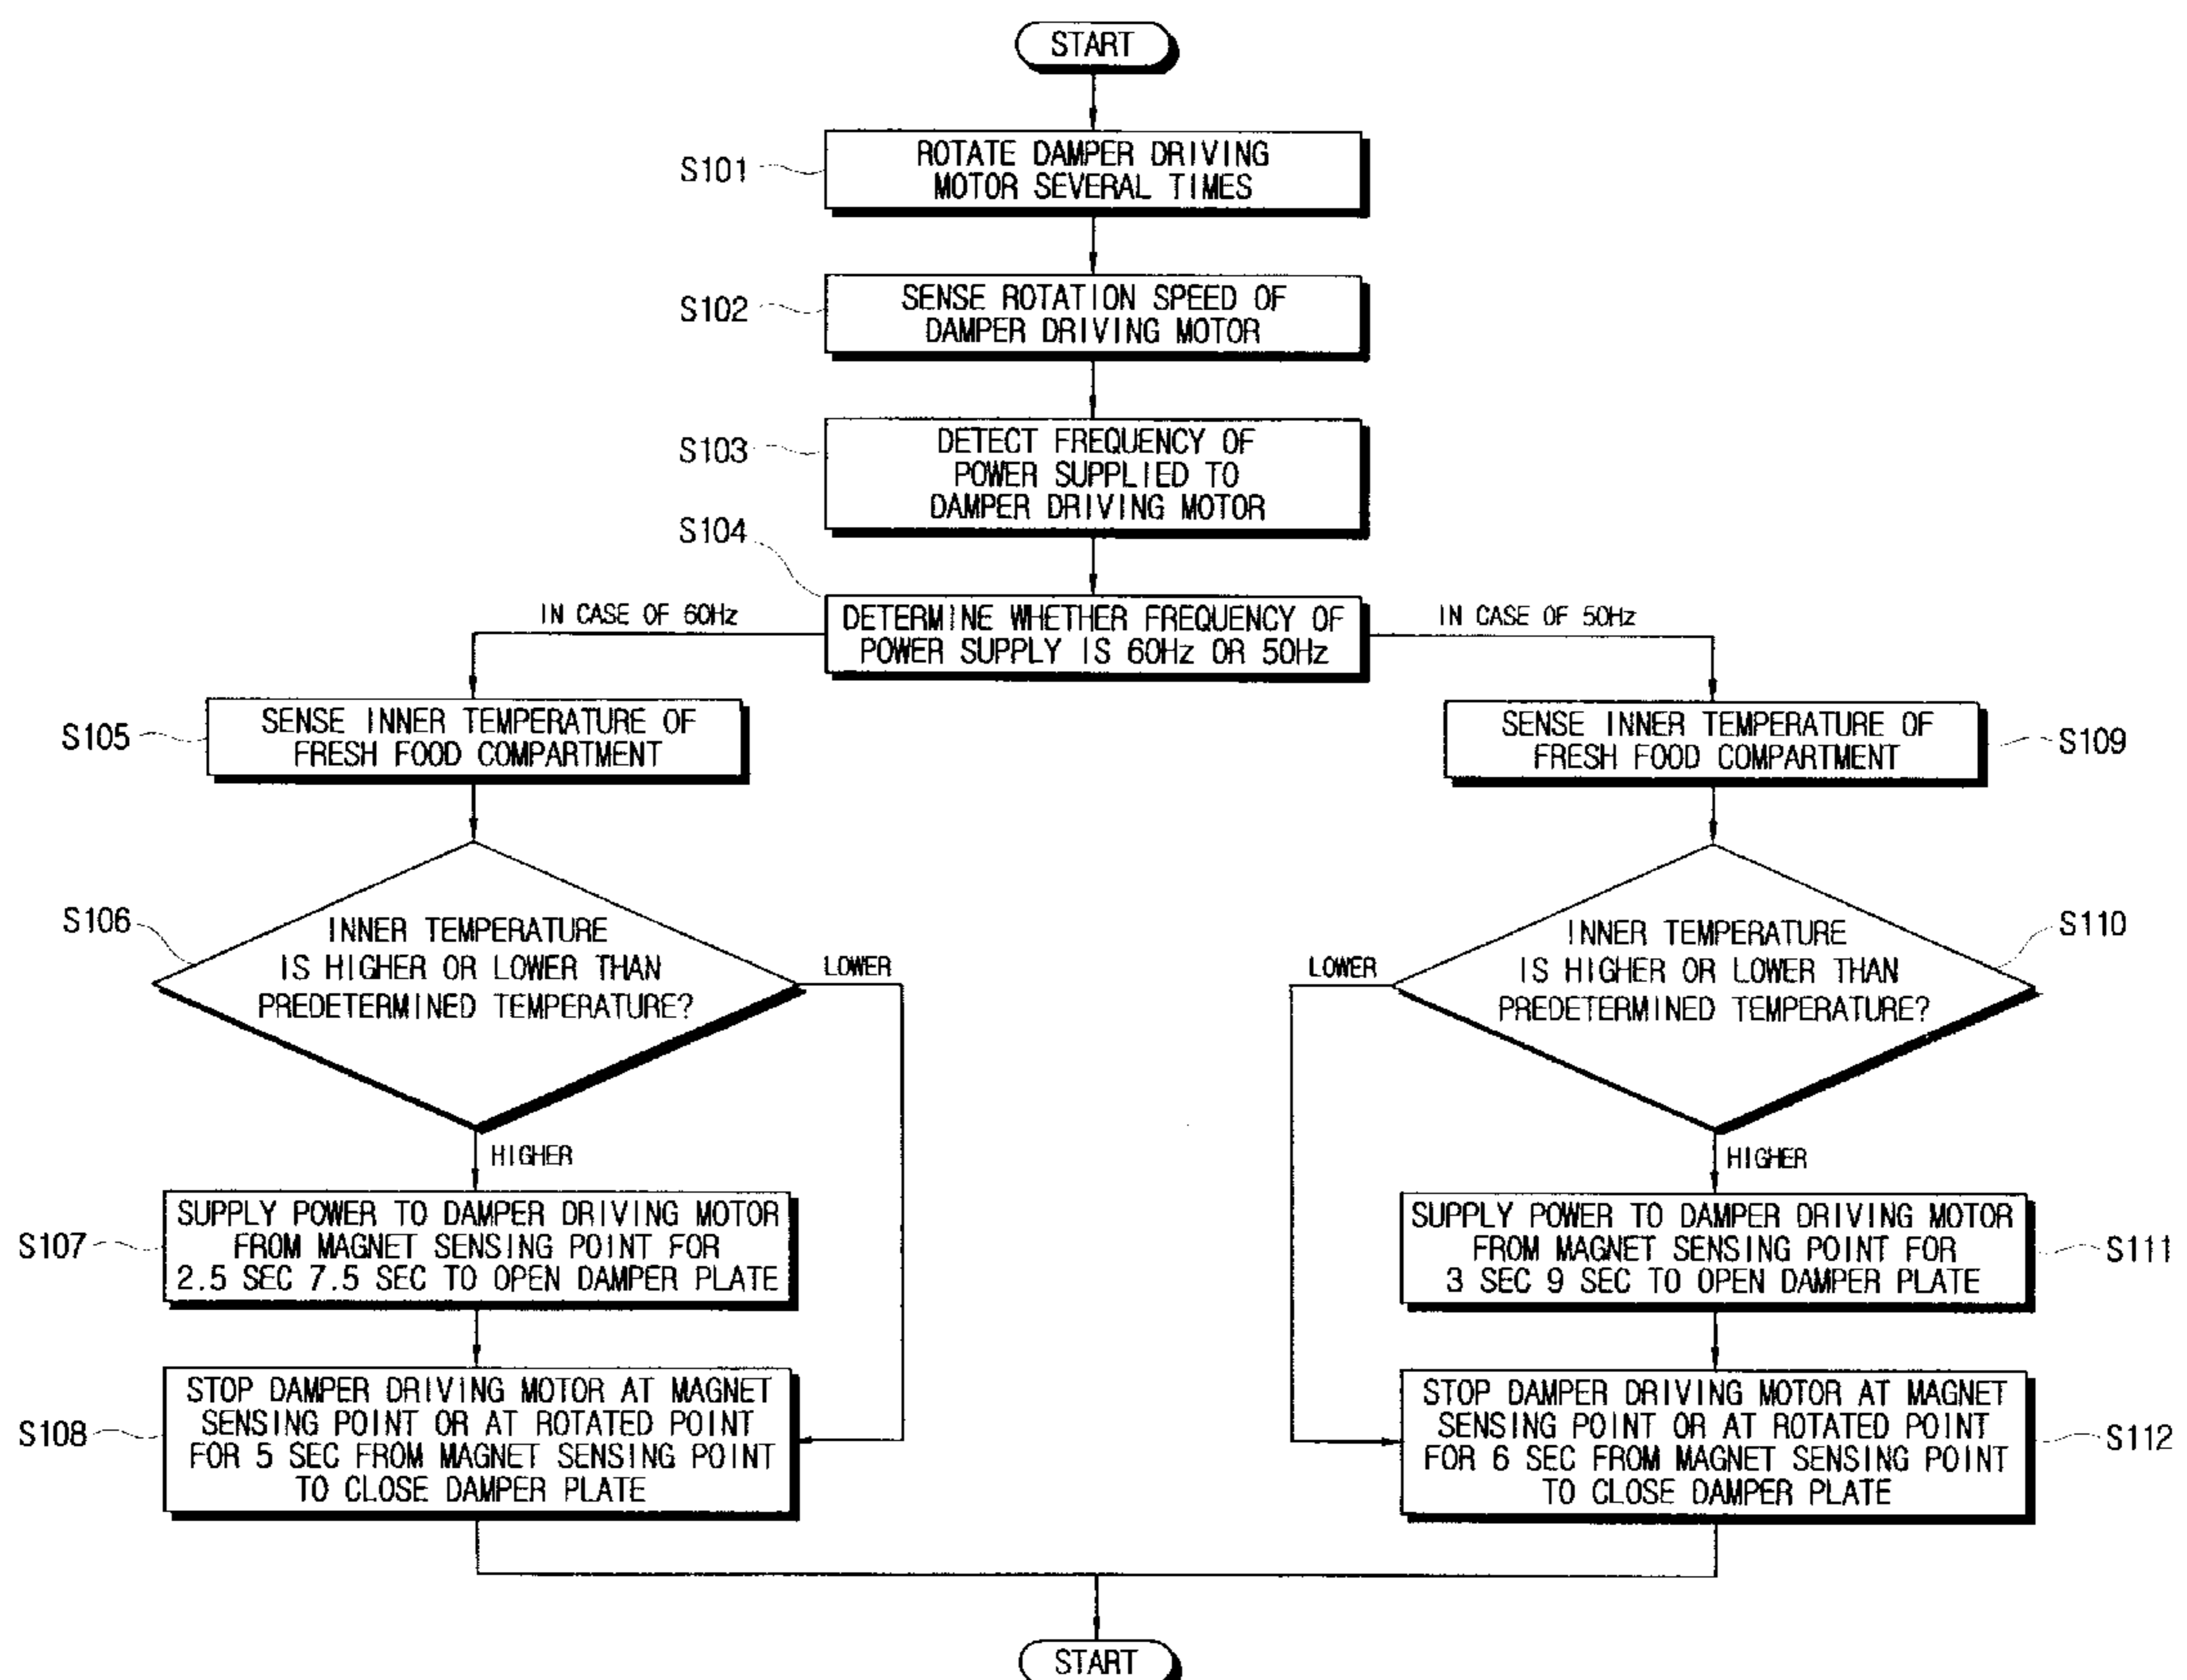 START
S101
ROTATE DAMPER DRIVING
MOTOR SEVERAL TIMES
S102
SENSE ROTATION SPEED OF
DAMPER DRIVING MOTOR
S103
DETECT FREQUENCY OF
POWER SUPPLIED TO
DAMPER DRIVING MOTOR
S104
DETERMINE WHETHER FREQUENCY OF
POWER SUPPLY IS 60Hz OR 50Hz
IN CASE OF 60Hz
IN CASE OF 50Hz
S105
SENSE INNER TEMPERATURE OF
FRESH FOOD COMPARTMENT
SENSE INNER TEMPERATURE OF
FRESH FOOD COMPARTMENT
S109
S106
INNER TEMPERATURE
IS HIGHER OR LOWER THAN
PREDETERMINED TEMPERATURE?
LOWER
HIGHER
LOWER
INNER TEMPERATURE
IS HIGHER OR LOWER THAN
PREDETERMINED TEMPERATURE?
S110
HIGHER
S107
SUPPLY POWER TO DAMPER DRIVING MOTOR
FROM MAGNET SENSING POINT FOR
2.5 SEC 7.5 SEC TO OPEN DAMPER PLATE
SUPPLY POWER TO DAMPER DRIVING MOTOR
FROM MAGNET SENSING POINT FOR
3 SEC 9 SEC TO OPEN DAMPER PLATE
S111
S108
STOP DAMPER DRIVING MOTOR AT MAGNET
SENSING POINT OR AT ROTATED POINT
FOR 5 SEC FROM MAGNET SENSING POINT
TO CLOSE DAMPER PLATE
STOP DAMPER DRIVING MOTOR AT MAGNET
SENSING POINT OR AT ROTATED POINT
FOR 6 SEC FROM MAGNET SENSING POINT
TO CLOSE DAMPER PLATE
S112
START